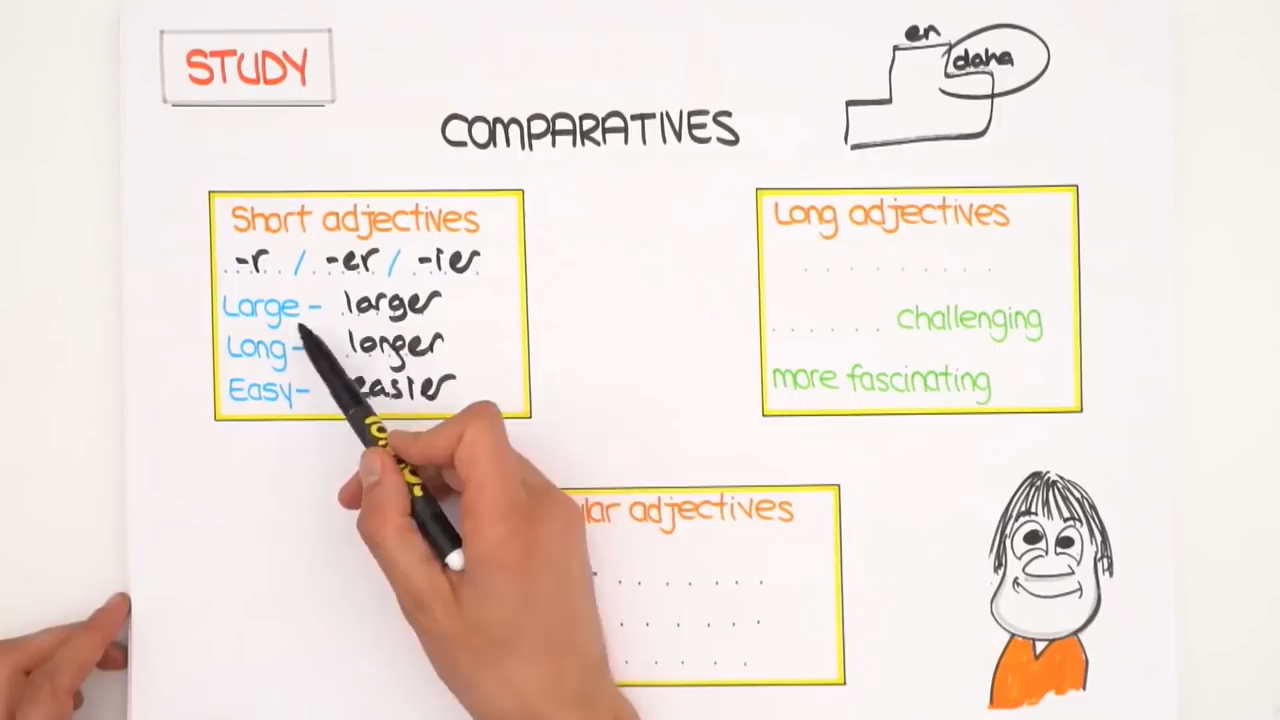 STUDY
en
daha
COMPARATIVES
Short adjectives
-r / -er / -ier
Large - larger
Long - longer
Easy - easier
Long adjectives
challenging
more fascinating
adjectives